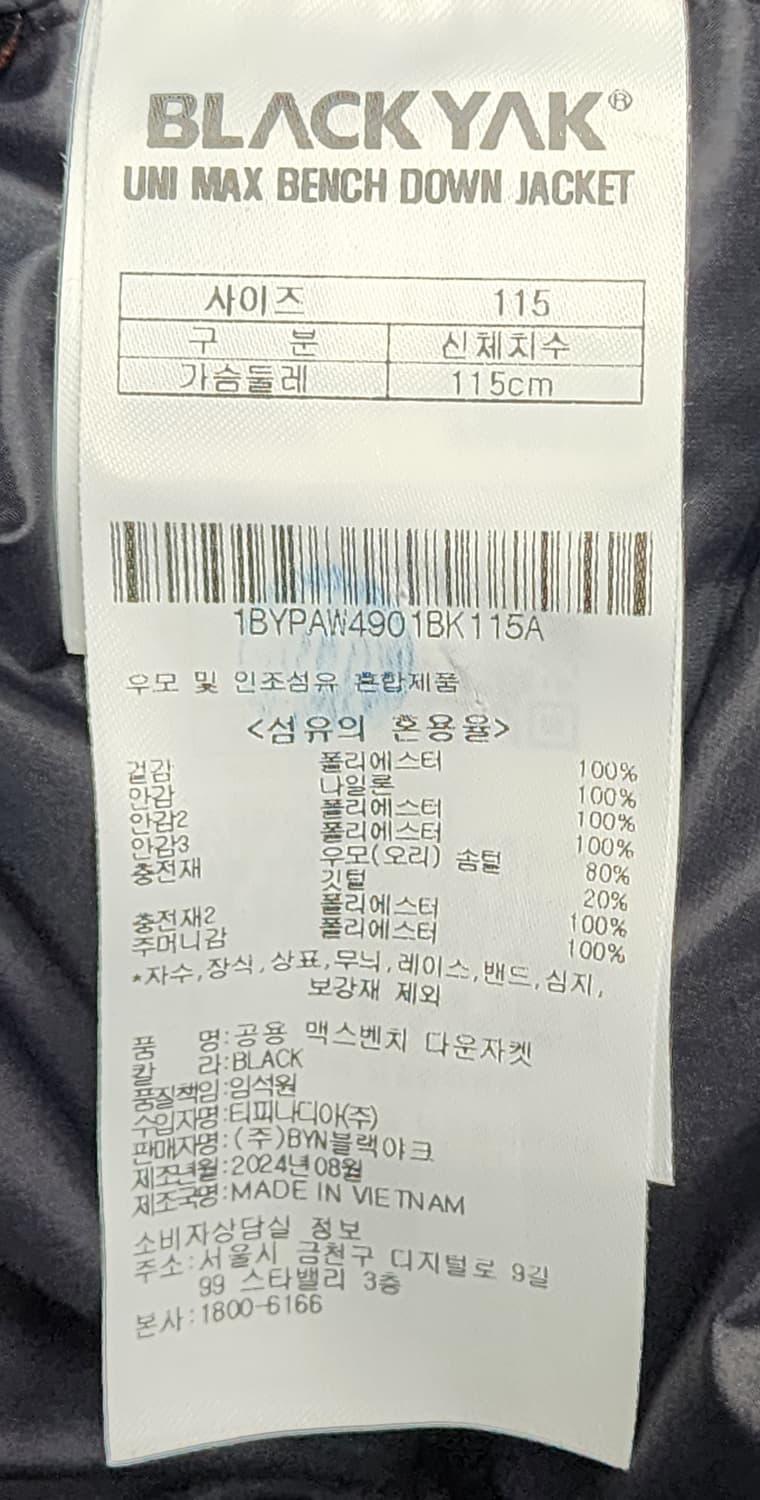 BLACKYAK®
UNI MAX BENCH DOWN JACKET
사이즈 115
구 분 신체치수
가슴둘레 115cm
1BYPAW4901BK115A
우모 및 인조섬유 혼합제품
<섬유의 혼용율>
겉감 폴리에스터 100%
안감 나일론 100%
안감2 폴리에스터 100%
안감3 폴리에스터 100%
충전재 우모(오리) 솜털 80%
깃털 20%
충전재2 폴리에스터 100%
주머니감 폴리에스터 100%
*자수,장식,상표,무늬,레이스,밴드,심지,
보강재 제외
품 명:공용 맥스벤치 다운자켓
칼 라:BLACK
품질책임:임석원
수입자명:티피나디아(주)
판매자명:(주)BYN블랙야크
제조년월:2024년08월
제조국명:MADE IN VIETNAM
소비자상담실 정보
주소:서울시 금천구 디지털로 9길
99 스타밸리 3층
본사:1800-6166